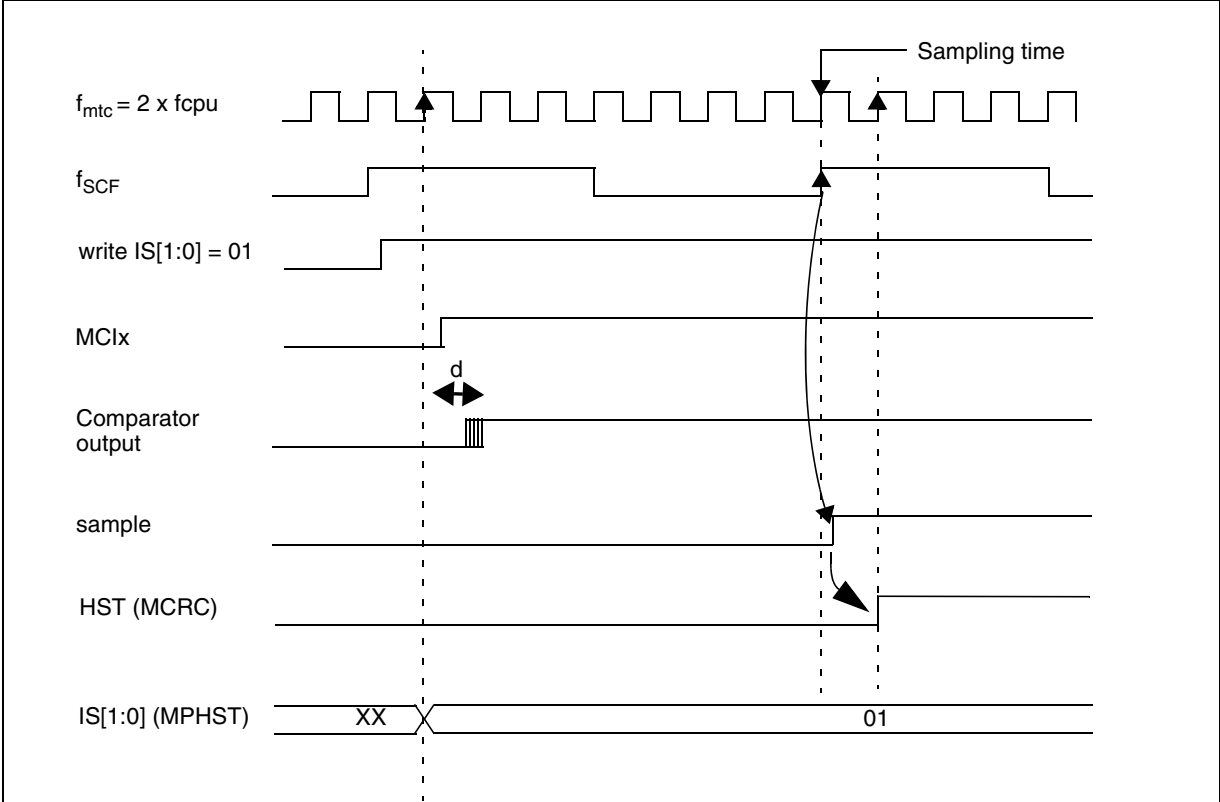 Sampling time
fmtc = 2 x fcpu
fSCF
write IS[1:0] = 01
MCIx
d
Comparator
output
sample
HST (MCRC)
IS[1:0] (MPHST)
XX
01